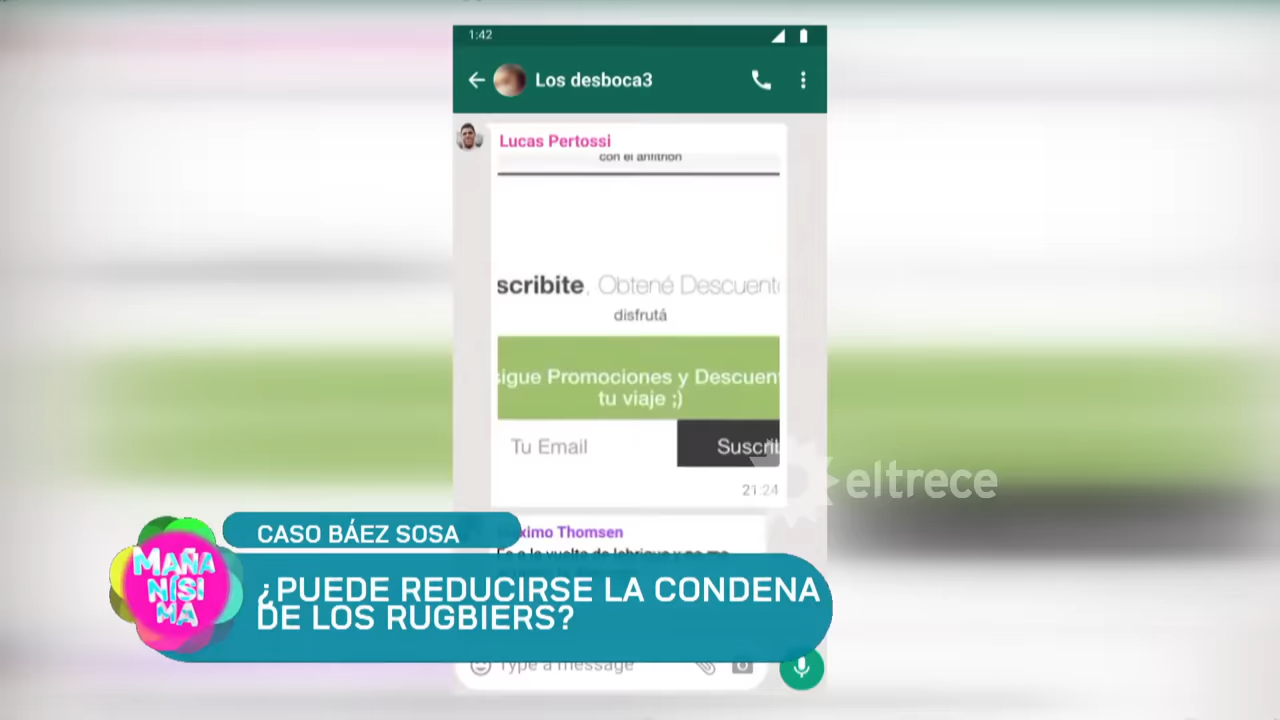 1:42
Los desboca3
Lucas Pertossi
con el anfitrión
scribite, Obtené Descuent
disfrutá
sigue Promociones y Descuen
tu viaje ;)
Tu Email
Suscrib
21:24
eltrece
CASO BÁEZ SOSA
ximo Thomsen
MAÑA
NÍSI
MA
¿PUEDE REDUCIRSE LA CONDENA
DE LOS RUGBIERS?
Type a message